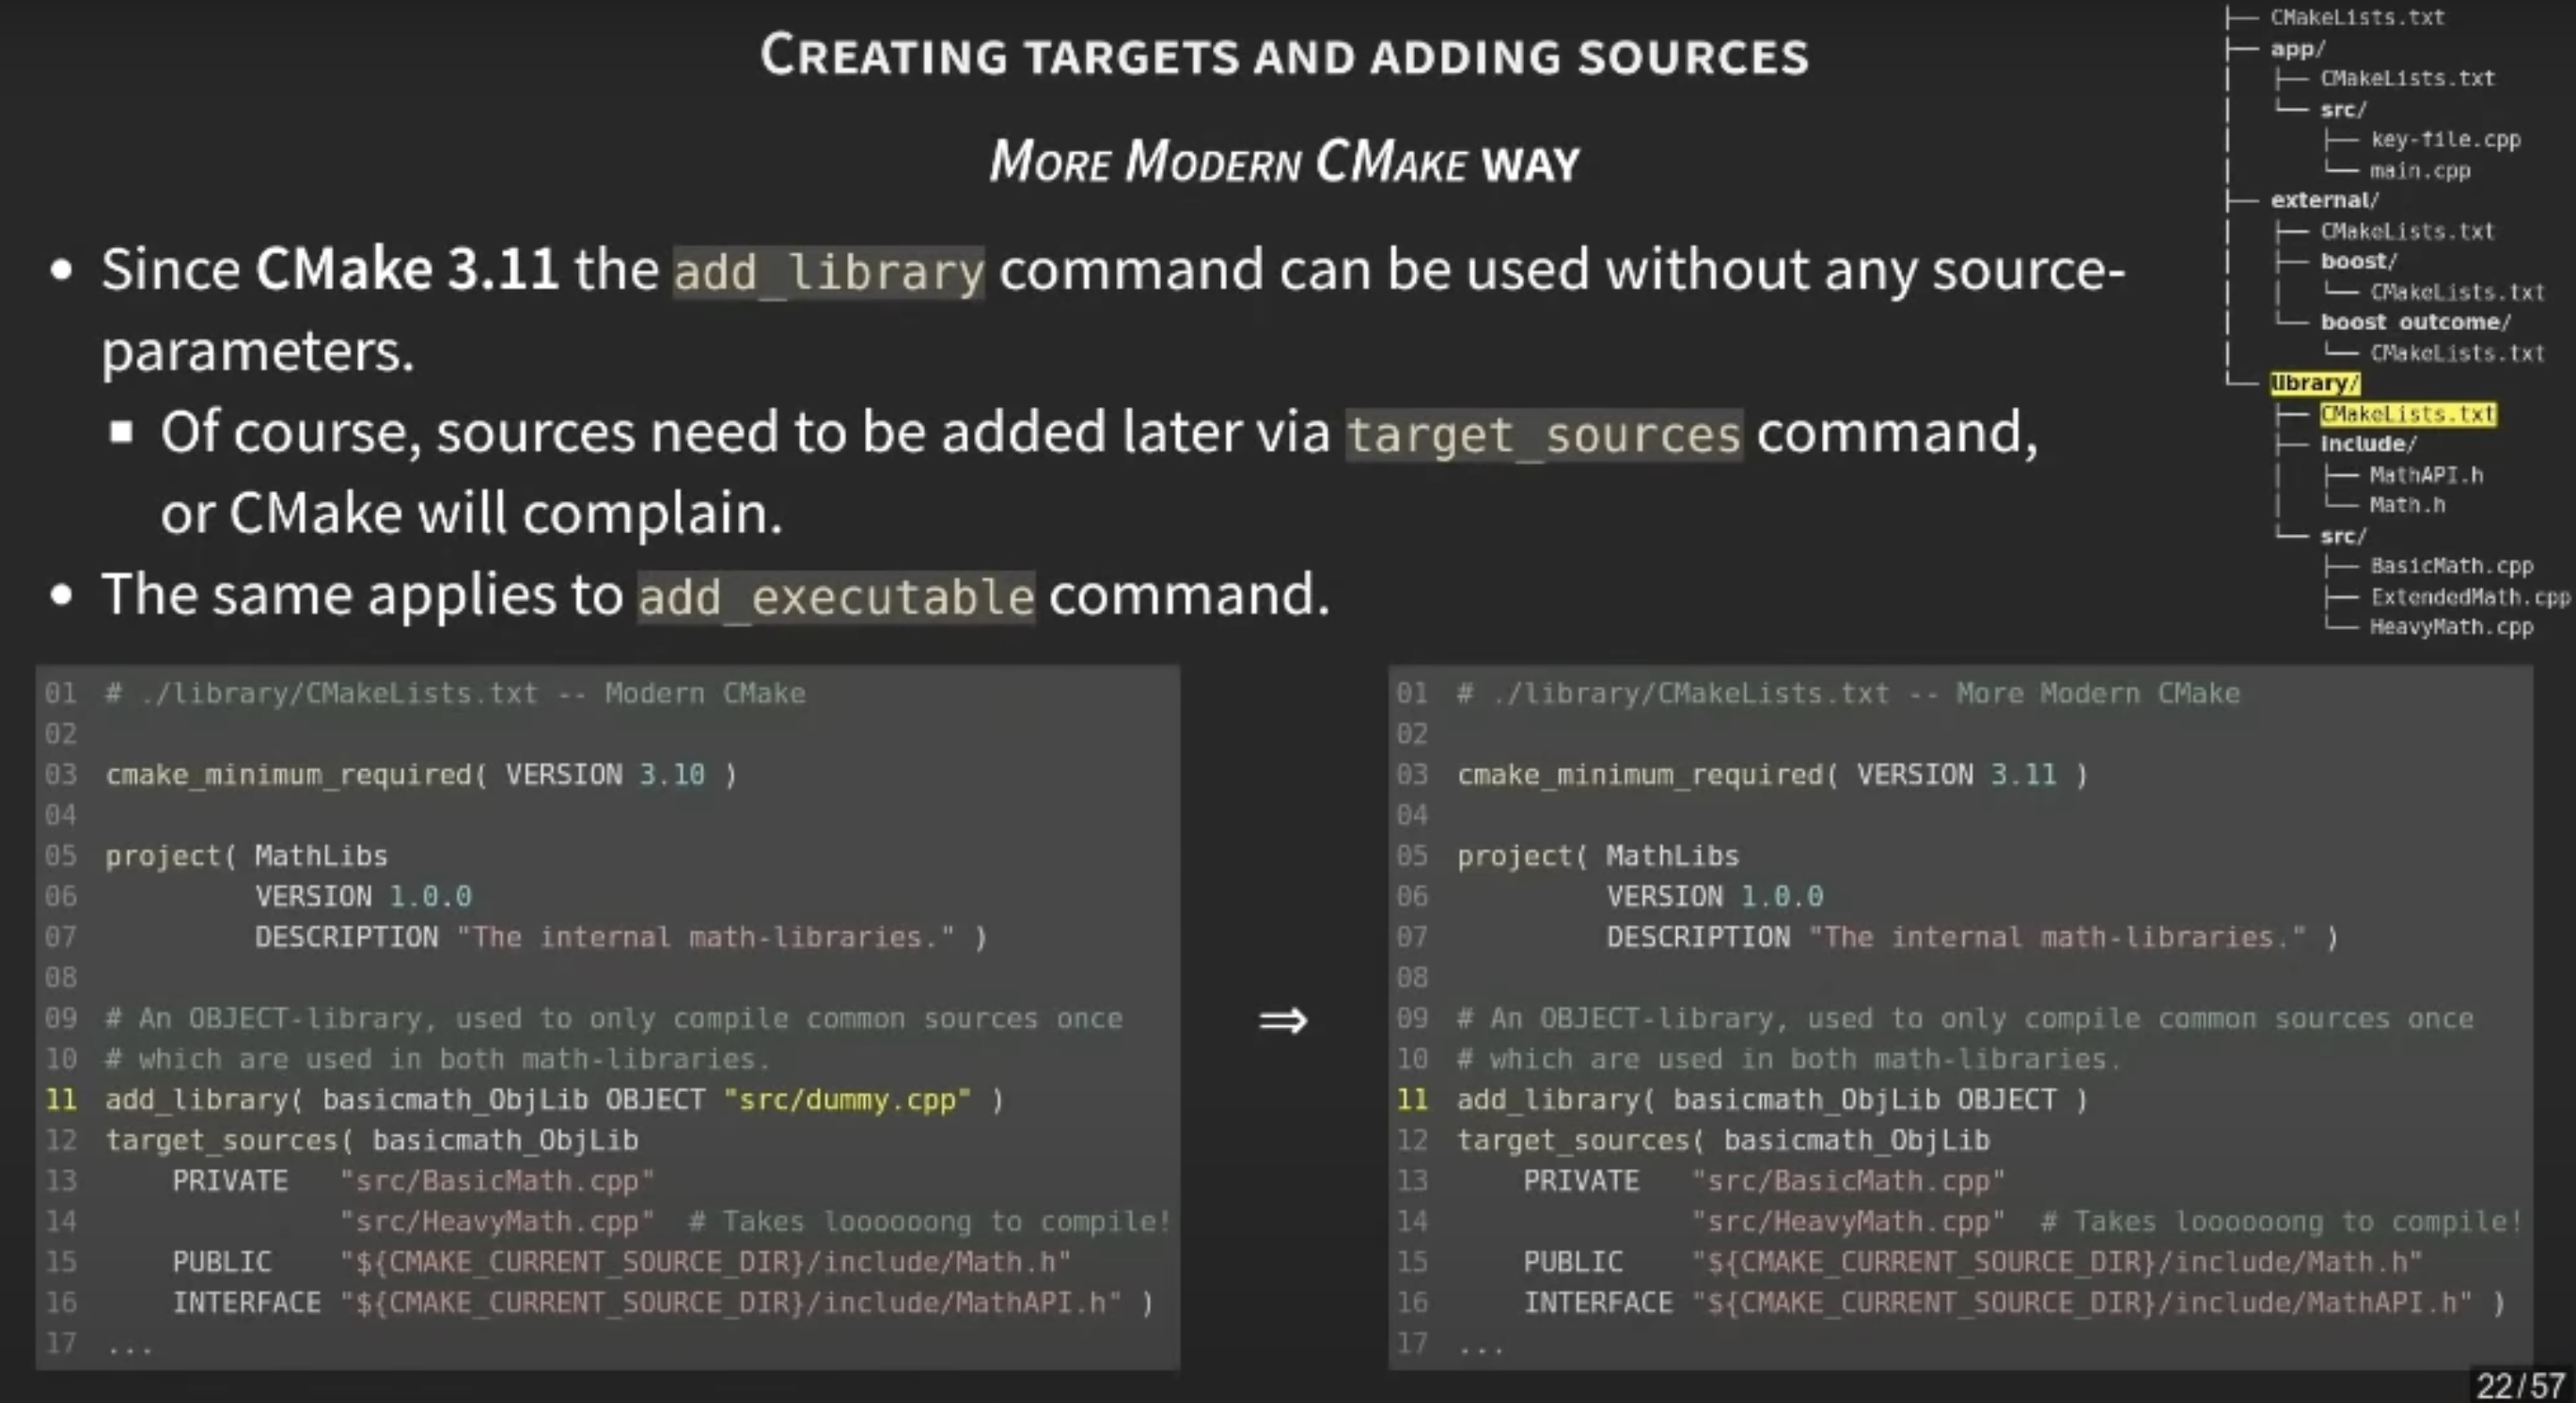 CREATING TARGETS AND ADDING SOURCES
MORE MODERN CMAKE WAY
• Since CMake 3.11 the add_library command can be used without any source-
parameters.
▪ Of course, sources need to be added later via target_sources command,
or CMake will complain.
• The same applies to add_executable command.
├── CMakeLists.txt
├── app/
│   ├── CMakeLists.txt
│   └── src/
│       ├── key-file.cpp
│       └── main.cpp
├── external/
│   ├── CMakeLists.txt
│   ├── boost/
│   │   └── CMakeLists.txt
│   └── boost outcome/
│       └── CMakeLists.txt
└── library/
    ├── CMakeLists.txt
    ├── include/
    │   ├── MathAPI.h
    │   └── Math.h
    └── src/
        ├── BasicMath.cpp
        ├── ExtendedMath.cpp
        └── HeavyMath.cpp
01 # ./library/CMakeLists.txt -- Modern CMake
02
03 cmake_minimum_required( VERSION 3.10 )
04
05 project( MathLibs
06          VERSION 1.0.0
07          DESCRIPTION "The internal math-libraries." )
08
09 # An OBJECT-library, used to only compile common sources once
10 # which are used in both math-libraries.
11 add_library( basicmath_ObjLib OBJECT "src/dummy.cpp" )
12 target_sources( basicmath_ObjLib
13     PRIVATE   "src/BasicMath.cpp"
14               "src/HeavyMath.cpp"  # Takes loooooong to compile!
15     PUBLIC    "${CMAKE_CURRENT_SOURCE_DIR}/include/Math.h"
16     INTERFACE "${CMAKE_CURRENT_SOURCE_DIR}/include/MathAPI.h" )
17 ...
⇒
01 # ./library/CMakeLists.txt -- More Modern CMake
02
03 cmake_minimum_required( VERSION 3.11 )
04
05 project( MathLibs
06          VERSION 1.0.0
07          DESCRIPTION "The internal math-libraries." )
08
09 # An OBJECT-library, used to only compile common sources once
10 # which are used in both math-libraries.
11 add_library( basicmath_ObjLib OBJECT )
12 target_sources( basicmath_ObjLib
13     PRIVATE   "src/BasicMath.cpp"
14               "src/HeavyMath.cpp"  # Takes loooooong to compile!
15     PUBLIC    "${CMAKE_CURRENT_SOURCE_DIR}/include/Math.h"
16     INTERFACE "${CMAKE_CURRENT_SOURCE_DIR}/include/MathAPI.h" )
17 ...
22/57